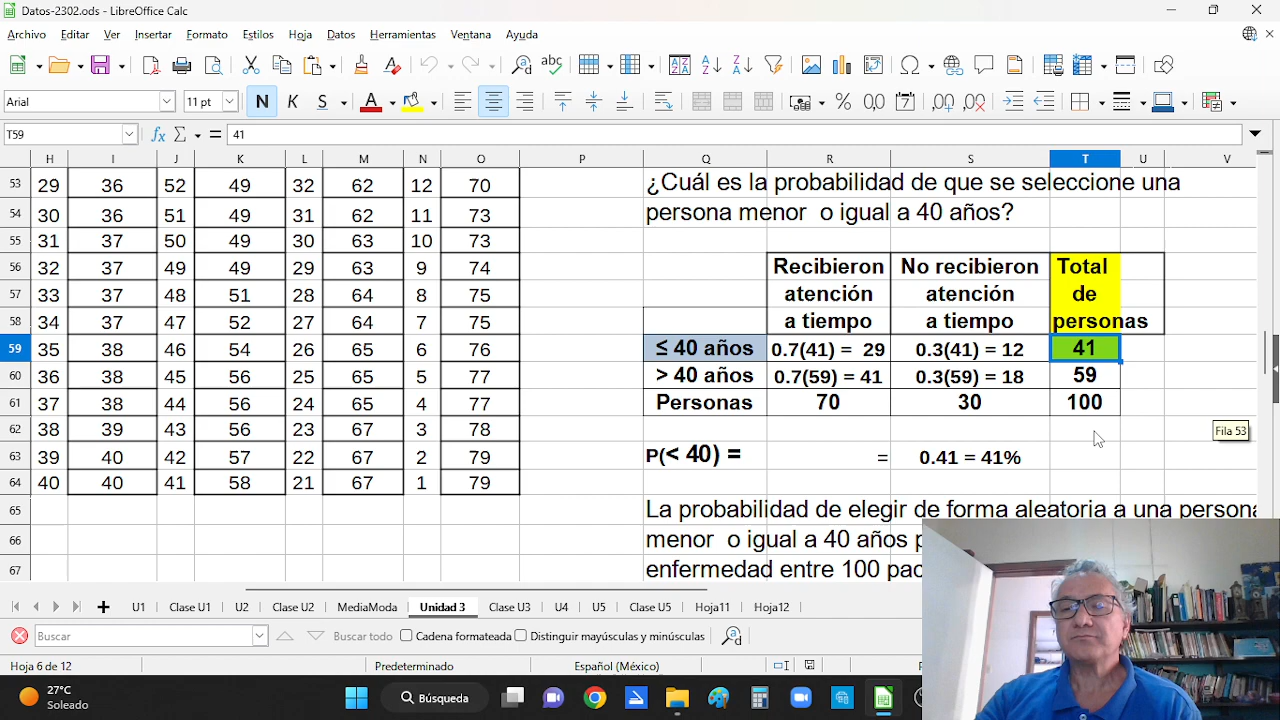 Datos-2302.ods - LibreOffice Calc
Archivo Editar Ver Insertar Formato Estilos Hoja Datos Herramientas Ventana Ayuda
Arial 11 pt N K S A
T59 fx Σ = 41
H I J K L M N O P Q R S T U V
53 29 36 52 49 32 62 12 70 ¿Cuál es la probabilidad de que se seleccione una
54 30 36 51 49 31 62 11 73 persona menor o igual a 40 años?
55 31 37 50 49 30 63 10 73
56 32 37 49 49 29 63 9 74 Recibieron No recibieron Total
57 33 37 48 51 28 64 8 75 atención atención de
58 34 37 47 52 27 64 7 75 a tiempo a tiempo personas
59 35 38 46 54 26 65 6 76 ≤ 40 años 0.7(41) = 29 0.3(41) = 12 41
60 36 38 45 56 25 65 5 77 > 40 años 0.7(59) = 41 0.3(59) = 18 59
61 37 38 44 56 24 65 4 77 Personas 70 30 100
62 38 39 43 56 23 67 3 78 Fila 53
63 39 40 42 57 22 67 2 79 P(< 40) = = 0.41 = 41%
64 40 40 41 58 21 67 1 79
65 La probabilidad de elegir de forma aleatoria a una persona
66 menor o igual a 40 años p
67 enfermedad entre 100 pac
U1 Clase U1 U2 Clase U2 MediaModa Unidad 3 Clase U3 U4 U5 Clase U5 Hoja11 Hoja12
Buscar Buscar todo Cadena formateada Distinguir mayúsculas y minúsculas
Hoja 6 de 12 Predeterminado Español (México)
27°C
Soleado
Búsqueda